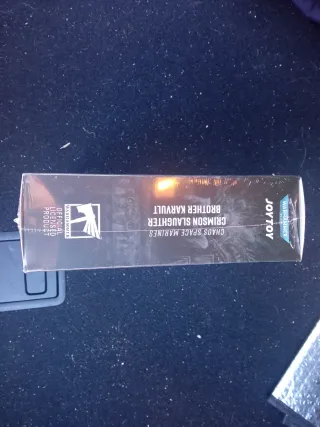 JOYTOY
CHAOS SPACE MARINES
CRIMSON SLAUGHTER
BROTHER KARVULT
OFFICIAL
LICENSED
PRODUCT